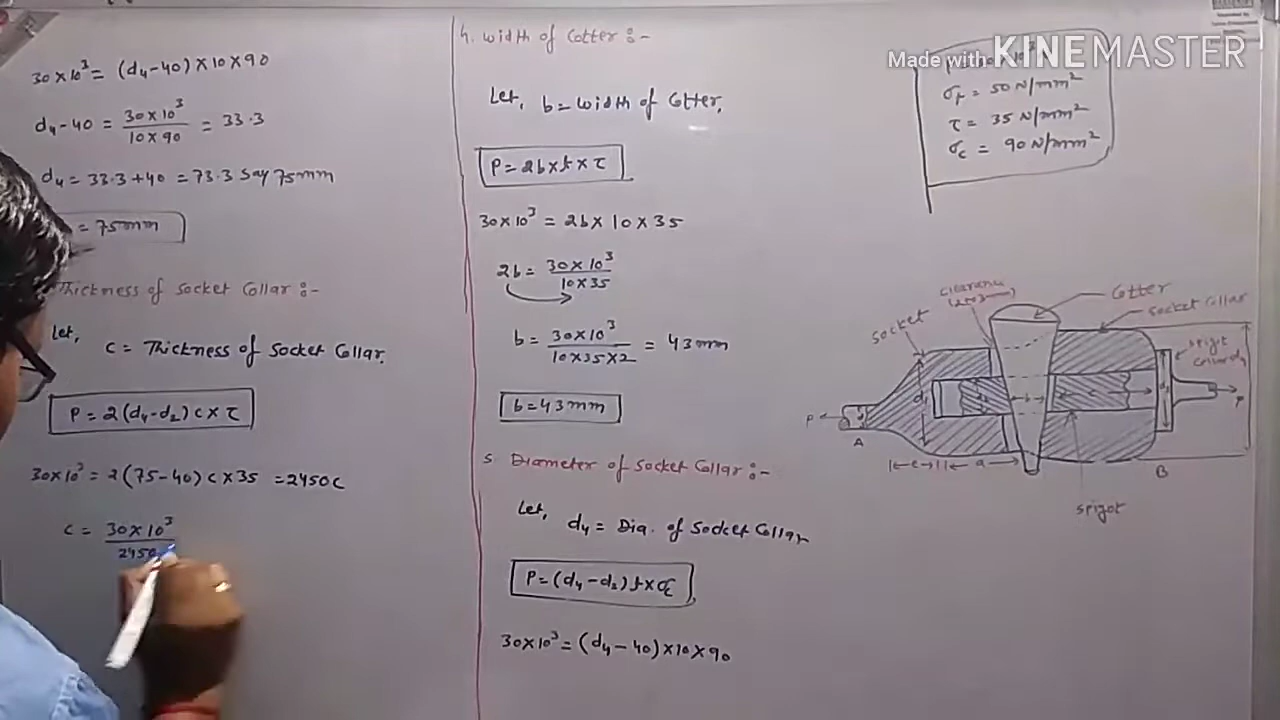 30×10³ = (d₄-40)×10×90
d₄-40 = 30×10³ / 10×90 = 33.3
d₄ = 33.3+40 = 73.3 Say 75mm
= 75mm
Thickness of Socket Collar :-
Let,
C = Thickness of Socket Collar.
P = 2(d₄-d₂) C × τ
30×10³ = 2(75-40) C × 35 = 2450C
C = 30×10³ / 2450
4. Width of Cotter :-
Let, b = Width of Cotter.
P = 2b×t×τ
30×10³ = 2b×10×35
2b = 30×10³ / 10×35
b = 30×10³ / 10×35×2 = 43mm
b = 43mm
5. Diameter of Socket Collar :-
Let,
d₄ = Dia. of Socket Collar
P = (d₄-d₂) t×σc
30×10³ = (d₄-40)×10×90
Made with KINEMASTER
σt = 50 N/mm²
τ = 35 N/mm²
σc = 90 N/mm²
Clearance
Cotter
Socket Collar
Socket
Spigot
P
d
b
P
A
e
a
B
Spigot